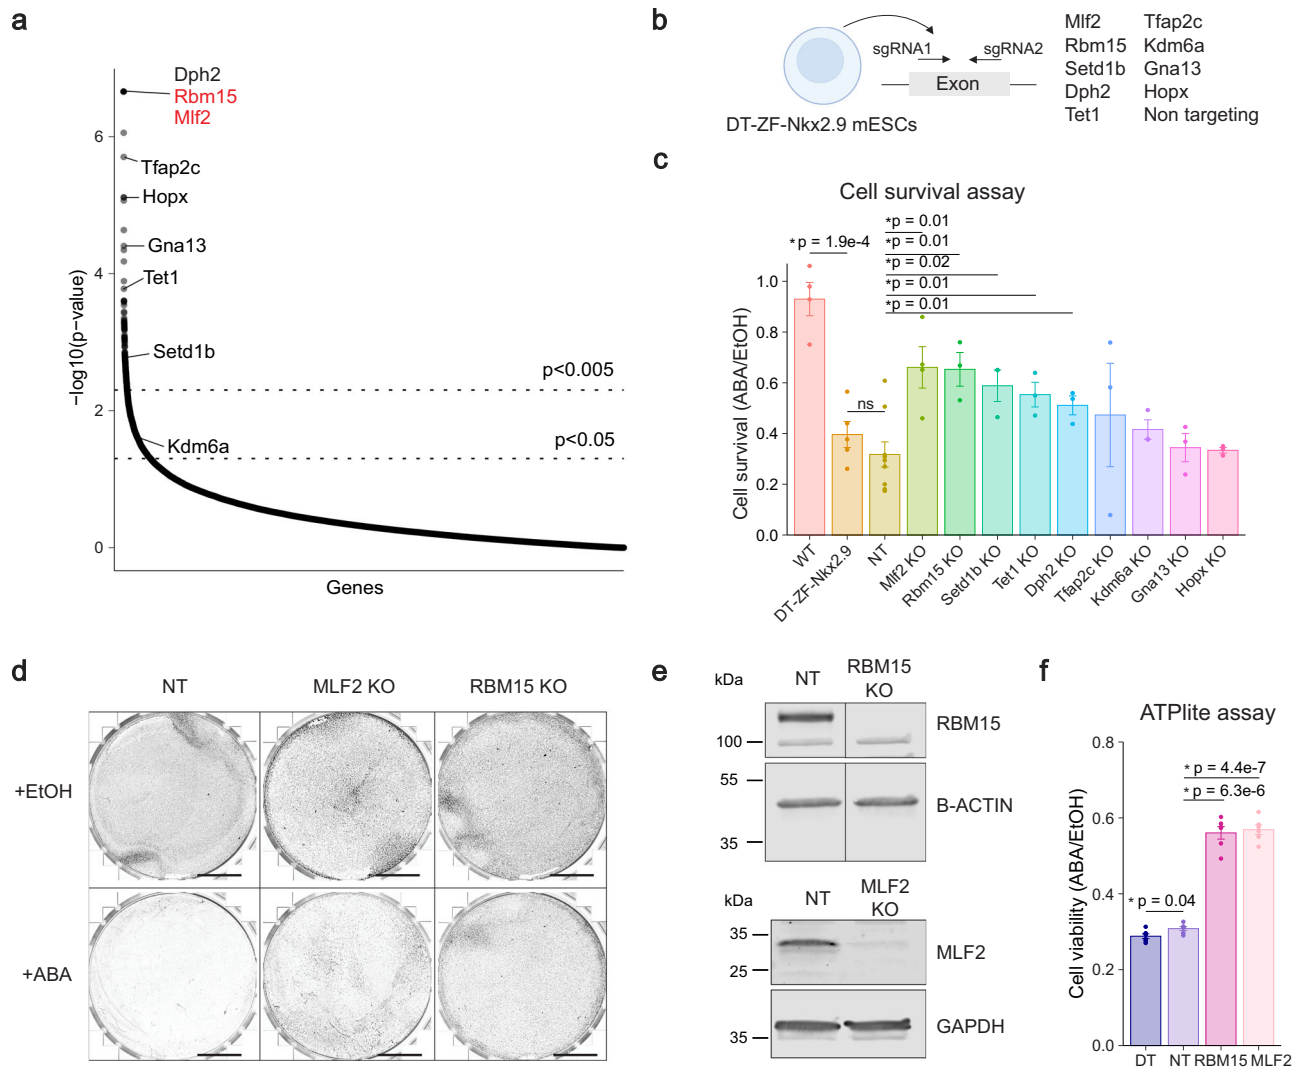 a
Dph2
Rbm15
Mlf2
Tfap2c
Hopx
Gna13
Tet1
Setd1b
Kdm6a
p<0.005
p<0.05
6
4
2
0
−log10(p−value)
Genes
b
sgRNA1
sgRNA2
Exon
DT-ZF-Nkx2.9 mESCs
Mlf2 Tfap2c
Rbm15 Kdm6a
Setd1b Gna13
Dph2 Hopx
Tet1 Non targeting
c
Cell survival assay
*p = 0.01
*p = 1.9e-4
*p = 0.01
*p = 0.02
*p = 0.01
*p = 0.01
ns
1.0
0.8
0.6
0.4
0.2
0.0
Cell survival (ABA/EtOH)
WT
DT-ZF-Nkx2.9
NT
Mlf2 KO
Rbm15 KO
Setd1b KO
Tet1 KO
Dph2 KO
Tfap2c KO
Kdm6a KO
Gna13 KO
Hopx KO
d
NT MLF2 KO RBM15 KO
+EtOH
+ABA
e
kDa NT RBM15 KO
100
RBM15
55
35
B-ACTIN
kDa NT MLF2 KO
35
25
MLF2
35
GAPDH
f
ATPlite assay
* p = 4.4e-7
* p = 6.3e-6
* p = 0.04
0.8
0.6
0.4
0.2
0.0
Cell viability (ABA/EtOH)
DT NT RBM15 MLF2